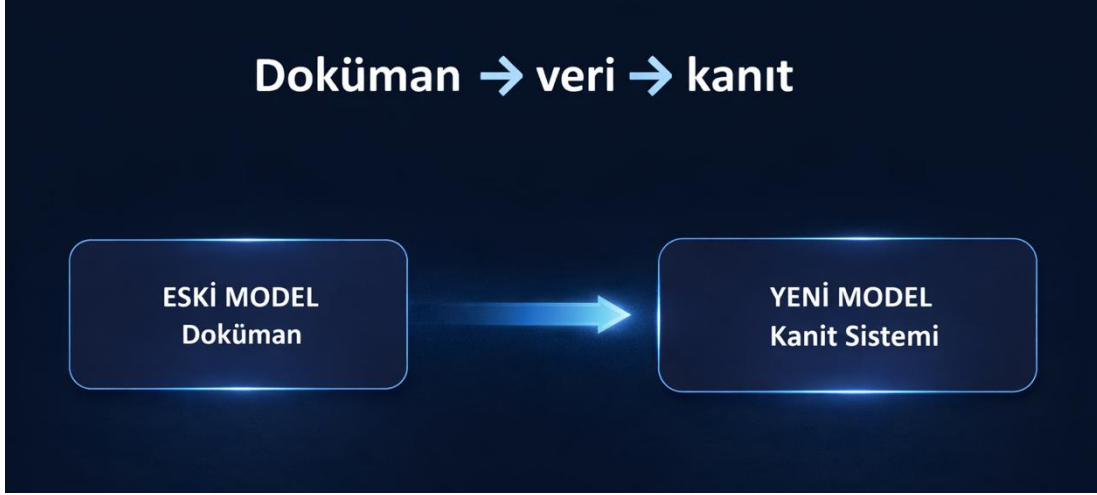 Doküman → veri → kanıt
ESKİ MODEL
Doküman
YENİ MODEL
Kanit Sistemi